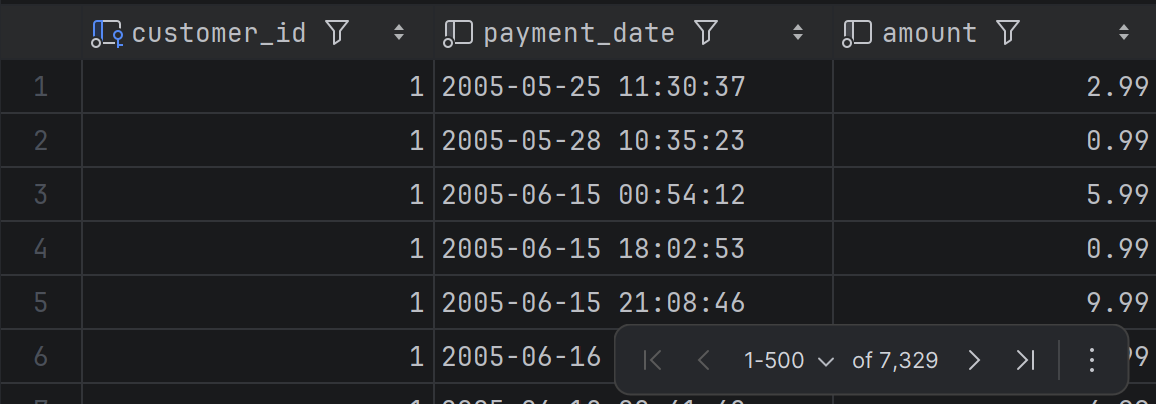 customer_id payment_date amount
1 1 2005-05-25 11:30:37 2.99
2 1 2005-05-28 10:35:23 0.99
3 1 2005-06-15 00:54:12 5.99
4 1 2005-06-15 18:02:53 0.99
5 1 2005-06-15 21:08:46 9.99
6 1 2005-06-16
1-500 of 7,329